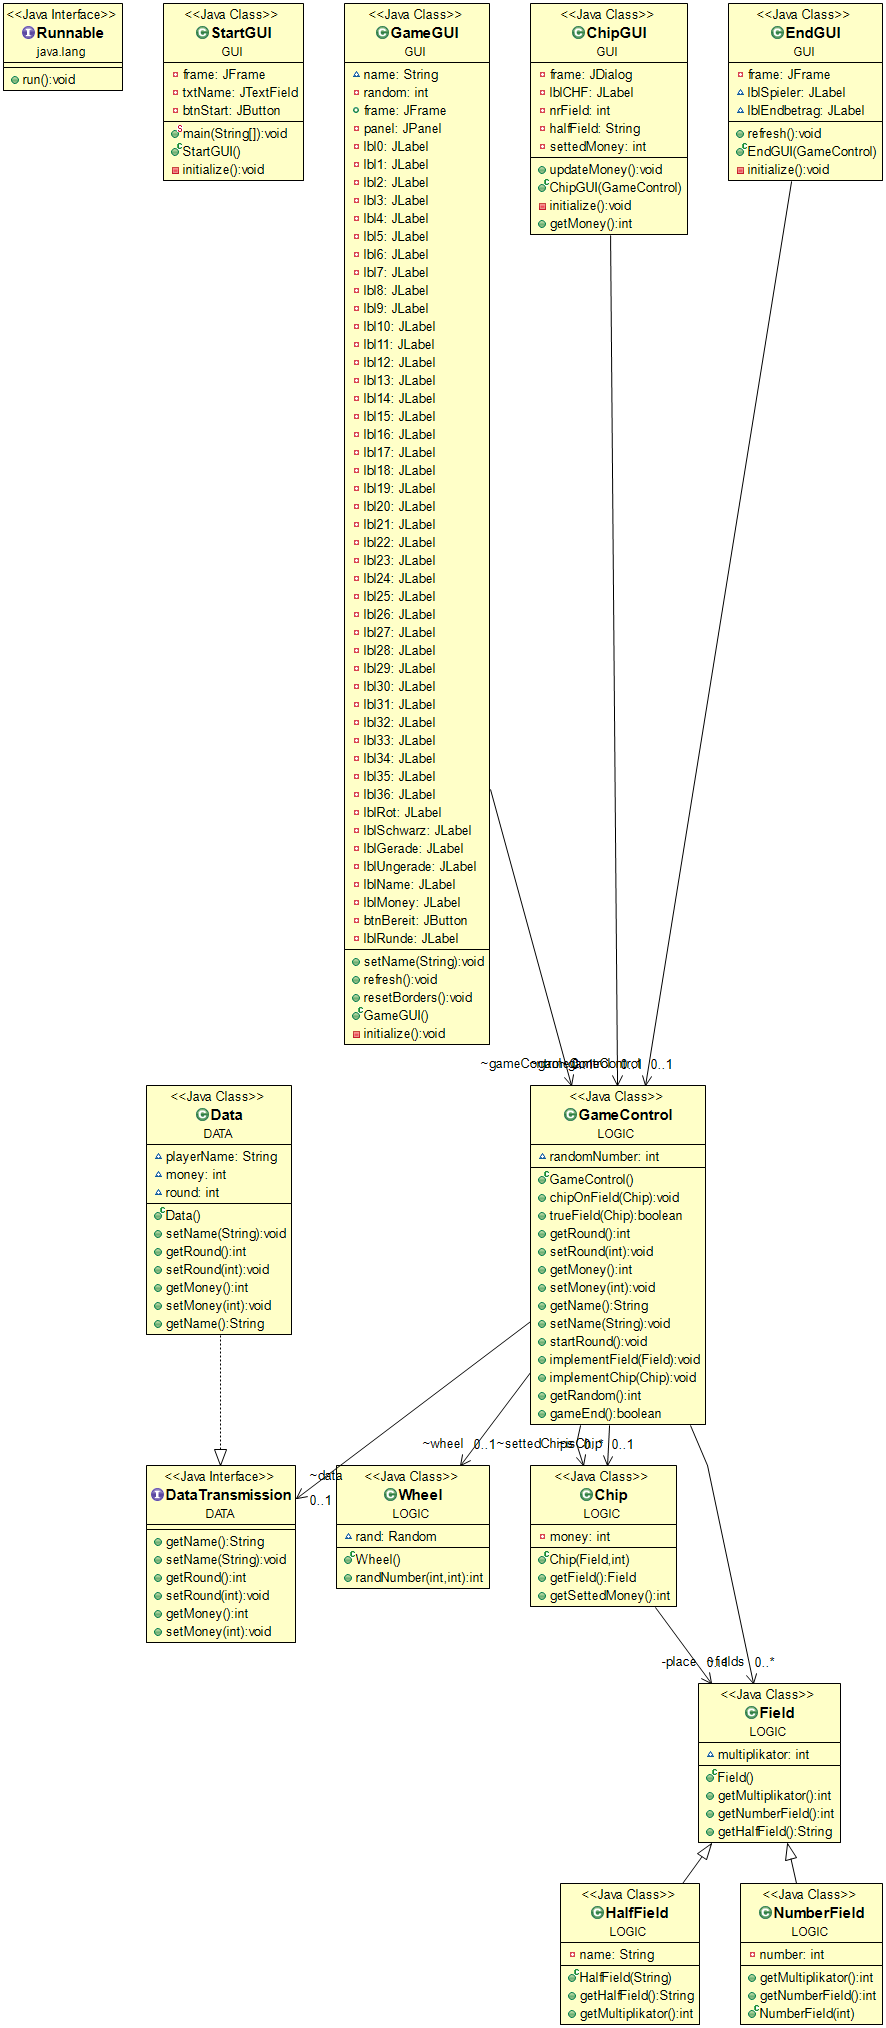 <<Java Interface>>
Runnable
java.lang
run():void
<<Java Class>>
StartGUI
GUI
frame: JFrame
txtName: JTextField
btnStart: JButton
main(String[]):void
StartGUI()
initialize():void
<<Java Class>>
GameGUI
GUI
name: String
random: int
frame: JFrame
panel: JPanel
lbl0: JLabel
lbl1: JLabel
lbl2: JLabel
lbl3: JLabel
lbl4: JLabel
lbl5: JLabel
lbl6: JLabel
lbl7: JLabel
lbl8: JLabel
lbl9: JLabel
lbl10: JLabel
lbl11: JLabel
lbl12: JLabel
lbl13: JLabel
lbl14: JLabel
lbl15: JLabel
lbl16: JLabel
lbl17: JLabel
lbl18: JLabel
lbl19: JLabel
lbl20: JLabel
lbl21: JLabel
lbl22: JLabel
lbl23: JLabel
lbl24: JLabel
lbl25: JLabel
lbl26: JLabel
lbl27: JLabel
lbl28: JLabel
lbl29: JLabel
lbl30: JLabel
lbl31: JLabel
lbl32: JLabel
lbl33: JLabel
lbl34: JLabel
lbl35: JLabel
lbl36: JLabel
lblRot: JLabel
lblSchwarz: JLabel
lblGerade: JLabel
lblUngerade: JLabel
lblName: JLabel
lblMoney: JLabel
btnBereit: JButton
lblRunde: JLabel
setName(String):void
refresh():void
resetBorders():void
GameGUI()
initialize():void
<<Java Class>>
ChipGUI
GUI
frame: JDialog
lblCHF: JLabel
nrField: int
halfField: String
settedMoney: int
updateMoney():void
ChipGUI(GameControl)
initialize():void
getMoney():int
<<Java Class>>
EndGUI
GUI
frame: JFrame
lblSpieler: JLabel
lblEndbetrag: JLabel
refresh():void
EndGUI(GameControl)
initialize():void
0..1
0..1
<<Java Class>>
Data
DATA
playerName: String
money: int
round: int
Data()
setName(String):void
getRound():int
setRound(int):void
getMoney():int
setMoney(int):void
getName():String
<<Java Class>>
GameControl
LOGIC
randomNumber: int
GameControl()
chipOnField(Chip):void
trueField(Chip):boolean
getRound():int
setRound(int):void
getMoney():int
setMoney(int):void
getName():String
setName(String):void
startRound():void
implementField(Field):void
implementChip(Chip):void
getRandom():int
gameEnd():boolean
~data
0..1
~wheel
0..1
0..*
0..1
<<Java Interface>>
DataTransmission
DATA
getName():String
setName(String):void
getRound():int
setRound(int):void
getMoney():int
setMoney(int):void
<<Java Class>>
Wheel
LOGIC
rand: Random
Wheel()
randNumber(int,int):int
<<Java Class>>
Chip
LOGIC
money: int
Chip(Field,int)
getField():Field
getSettedMoney():int
-place
0..1
~fields
0..*
<<Java Class>>
Field
LOGIC
multiplikator: int
Field()
getMultiplikator():int
getNumberField():int
getHalfField():String
<<Java Class>>
HalfField
LOGIC
name: String
HalfField(String)
getHalfField():String
getMultiplikator():int
<<Java Class>>
NumberField
LOGIC
number: int
getMultiplikator():int
getNumberField():int
NumberField(int)